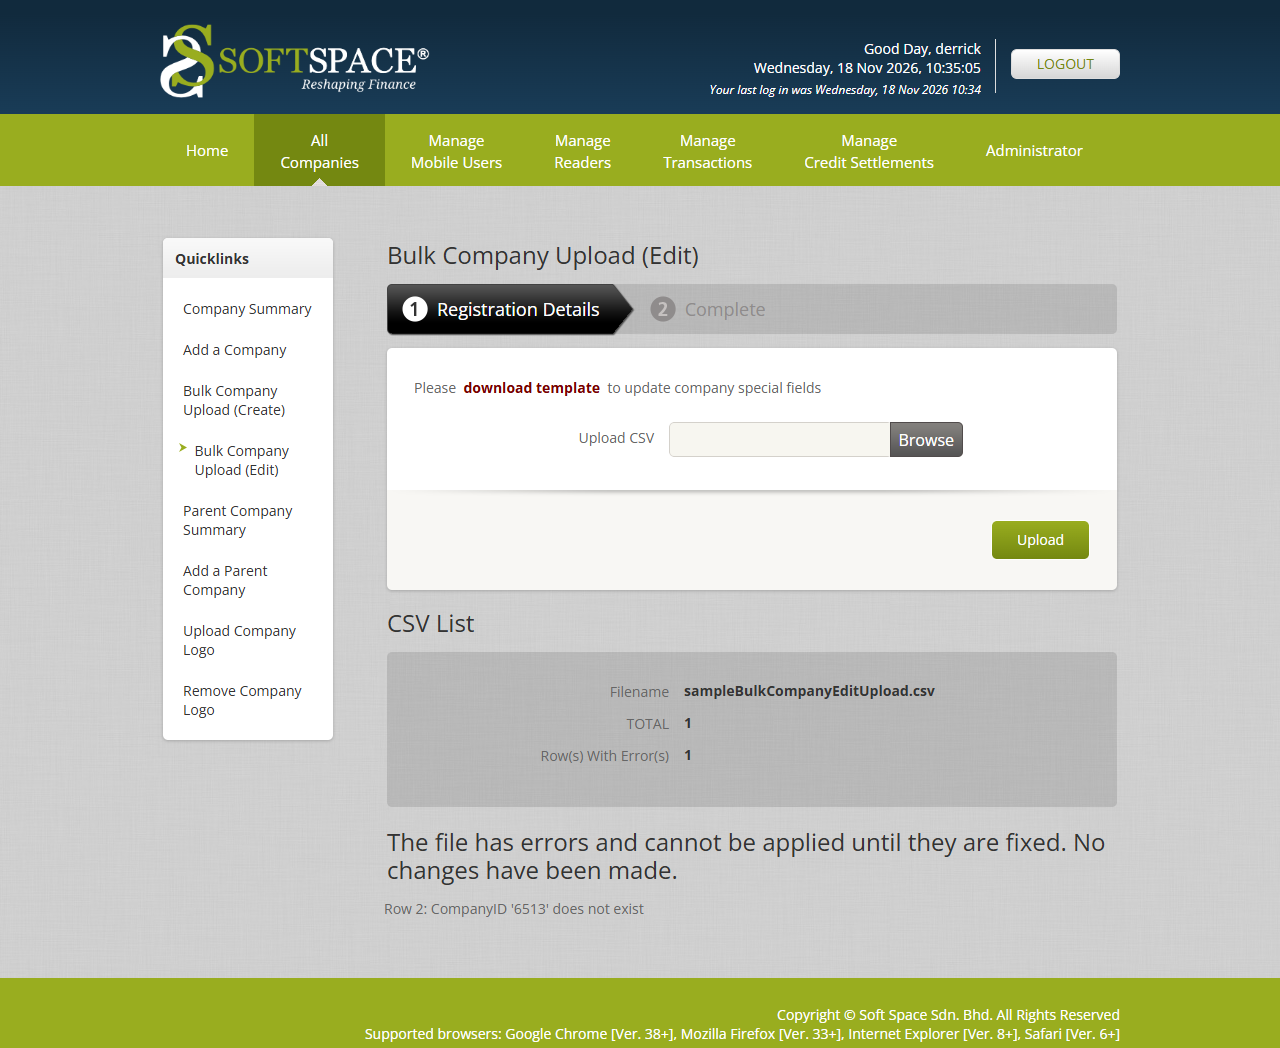 SOFTSPACE®
Reshaping Finance
Good Day, derrick
Wednesday, 18 Nov 2026, 10:35:05
Your last log in was Wednesday, 18 Nov 2026 10:34
LOGOUT
Home
All
Companies
Manage
Mobile Users
Manage
Readers
Manage
Transactions
Manage
Credit Settlements
Administrator
Quicklinks
Company Summary
Add a Company
Bulk Company
Upload (Create)
Bulk Company
Upload (Edit)
Parent Company
Summary
Add a Parent
Company
Upload Company
Logo
Remove Company
Logo
Bulk Company Upload (Edit)
1 Registration Details
2 Complete
Please download template to update company special fields
Upload CSV
Browse
Upload
CSV List
Filename sampleBulkCompanyEditUpload.csv
TOTAL 1
Row(s) With Error(s) 1
The file has errors and cannot be applied until they are fixed. No
changes have been made.
Row 2: CompanyID '6513' does not exist
Copyright © Soft Space Sdn. Bhd. All Rights Reserved
Supported browsers: Google Chrome [Ver. 38+], Mozilla Firefox [Ver. 33+], Internet Explorer [Ver. 8+], Safari [Ver. 6+]